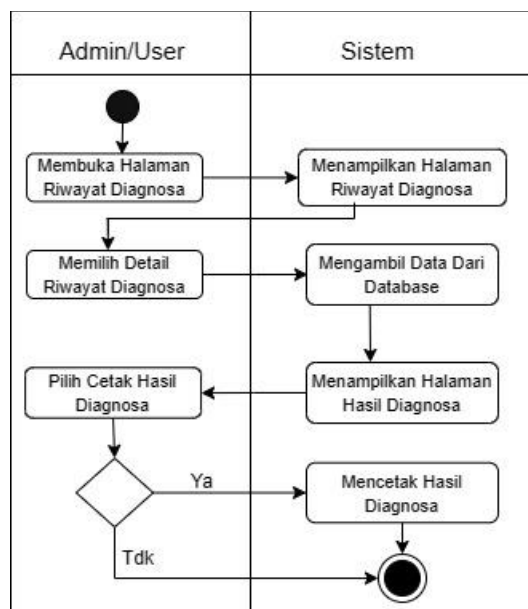 Admin/User
Sistem
Membuka Halaman
Riwayat Diagnosa
Menampilkan Halaman
Riwayat Diagnosa
Memilih Detail
Riwayat Diagnosa
Mengambil Data Dari
Database
Pilih Cetak Hasil
Diagnosa
Menampilkan Halaman
Hasil Diagnosa
Ya
Mencetak Hasil
Diagnosa
Tdk